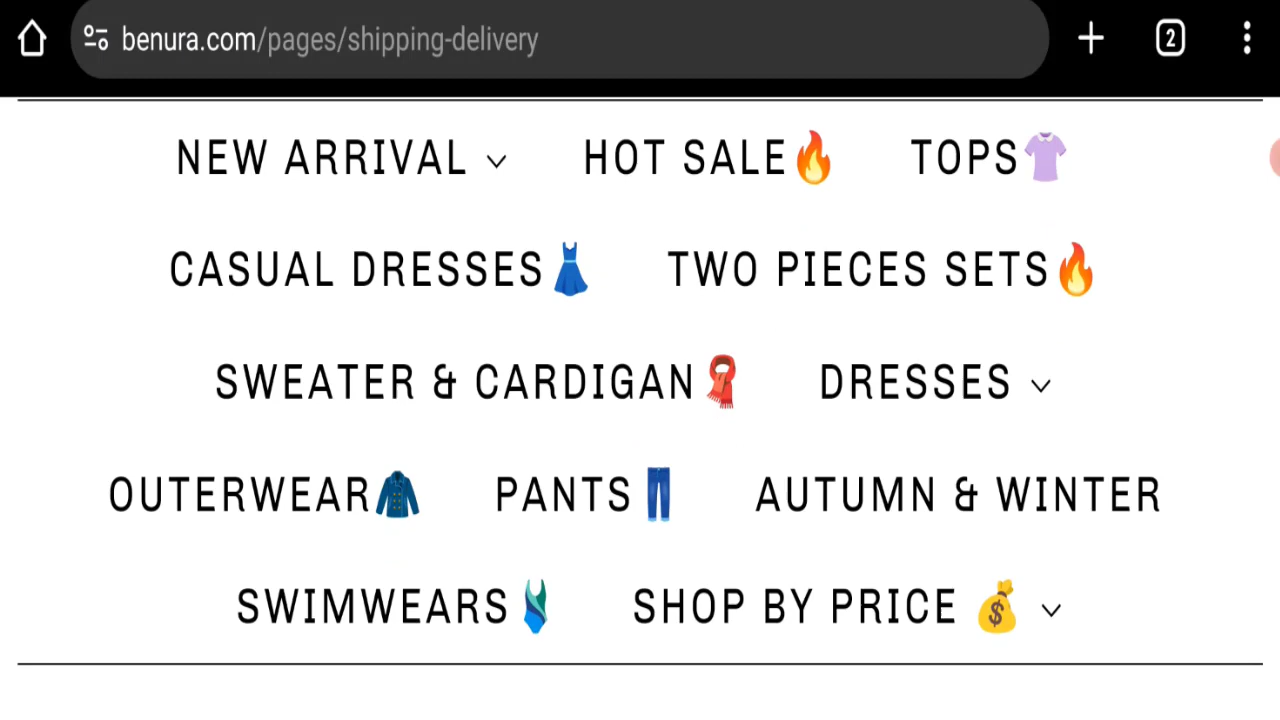 benura.com/pages/shipping-delivery 2
NEW ARRIVAL HOT SALE🔥 TOPS👚
CASUAL DRESSES👗 TWO PIECES SETS🔥
SWEATER & CARDIGAN🧣 DRESSES
OUTERWEAR🧥 PANTS👖 AUTUMN & WINTER
SWIMWEARS🩱 SHOP BY PRICE 💰